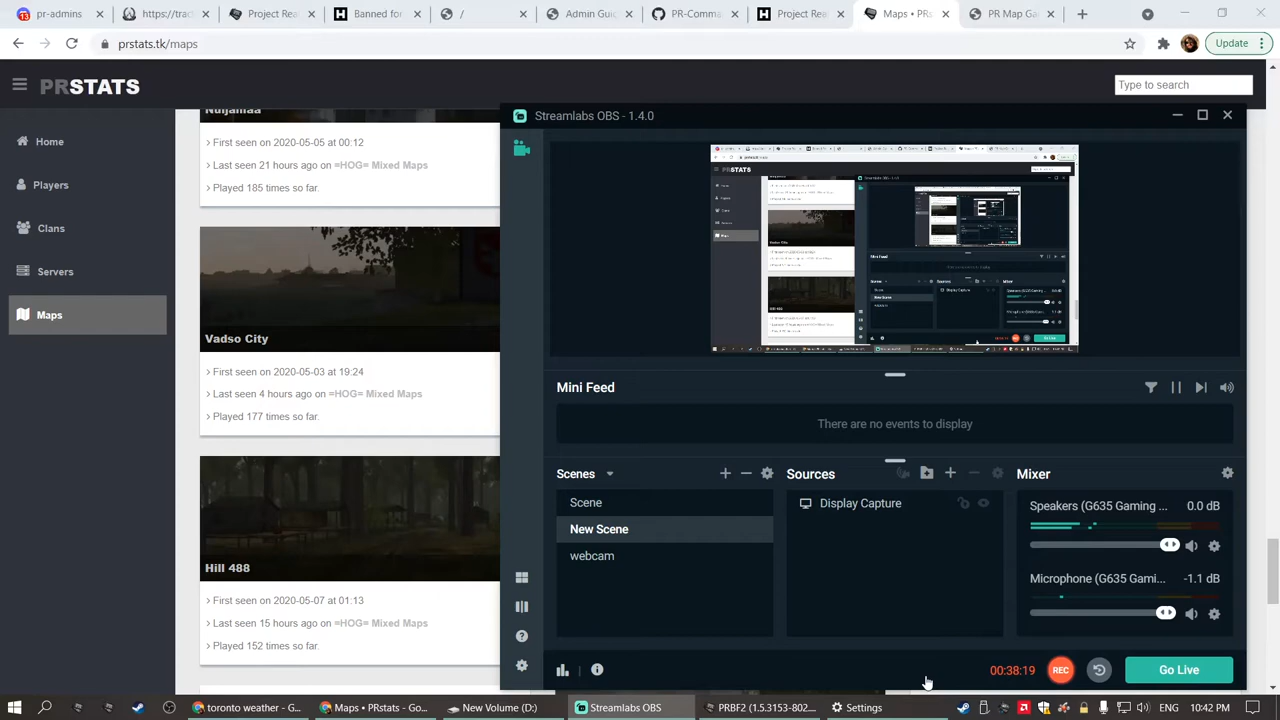 pr-admins
https://trac
Project Rea
Banned for
/
Admin Guid
PR-Comma
Project Rea
Maps • PRs
PR Map Ga
prstats.tk/maps
Update
PRSTATS
Type to search
Home
Players
Clans
Servers
Maps
Nuijamaa
> First seen on 2020-05-05 at 00:12
> Last seen 21 hours ago on =HOG= Mixed Maps
> Played 185 times so far.
Vadso city
> First seen on 2020-05-03 at 19:24
> Last seen 4 hours ago on =HOG= Mixed Maps
> Played 177 times so far.
Hill 488
> First seen on 2020-05-07 at 01:13
> Last seen 15 hours ago on =HOG= Mixed Maps
> Played 152 times so far.
Streamlabs OBS - 1.4.0
Mini Feed
There are no events to display
Scenes
Scene
New Scene
webcam
Sources
Display Capture
Mixer
Speakers (G635 Gaming ... 0.0 dB
Microphone (G635 Gami... -1.1 dB
00:38:19
REC
Go Live
toronto weather - G...
Maps • PRstats - Go...
New Volume (D:)
Streamlabs OBS
PRBF2 (1.5.3153-802...
Settings
10:42 PM